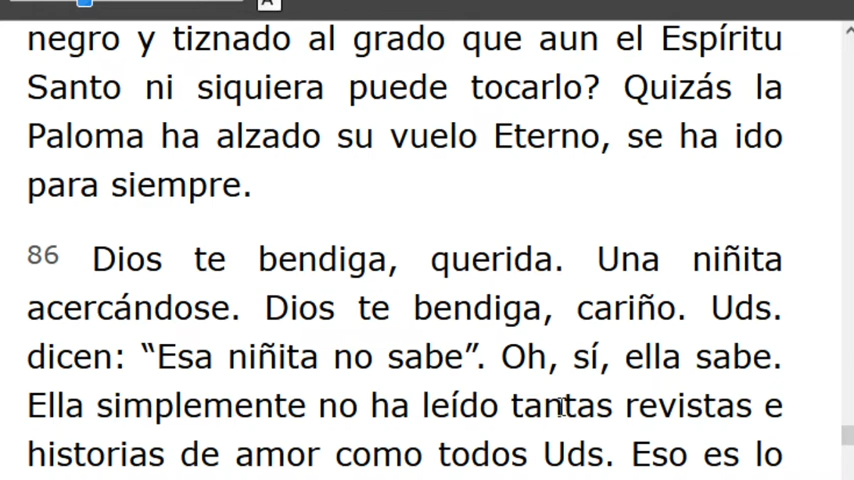 negro y tiznado al grado que aun el Espíritu
Santo ni siquiera puede tocarlo? Quizás la
Paloma ha alzado su vuelo Eterno, se ha ido
para siempre.
86 Dios te bendiga, querida. Una niñita
acercándose. Dios te bendiga, cariño. Uds.
dicen: “Esa niñita no sabe”. Oh, sí, ella sabe.
Ella simplemente no ha leído tantas revistas e
historias de amor como todos Uds. Eso es lo